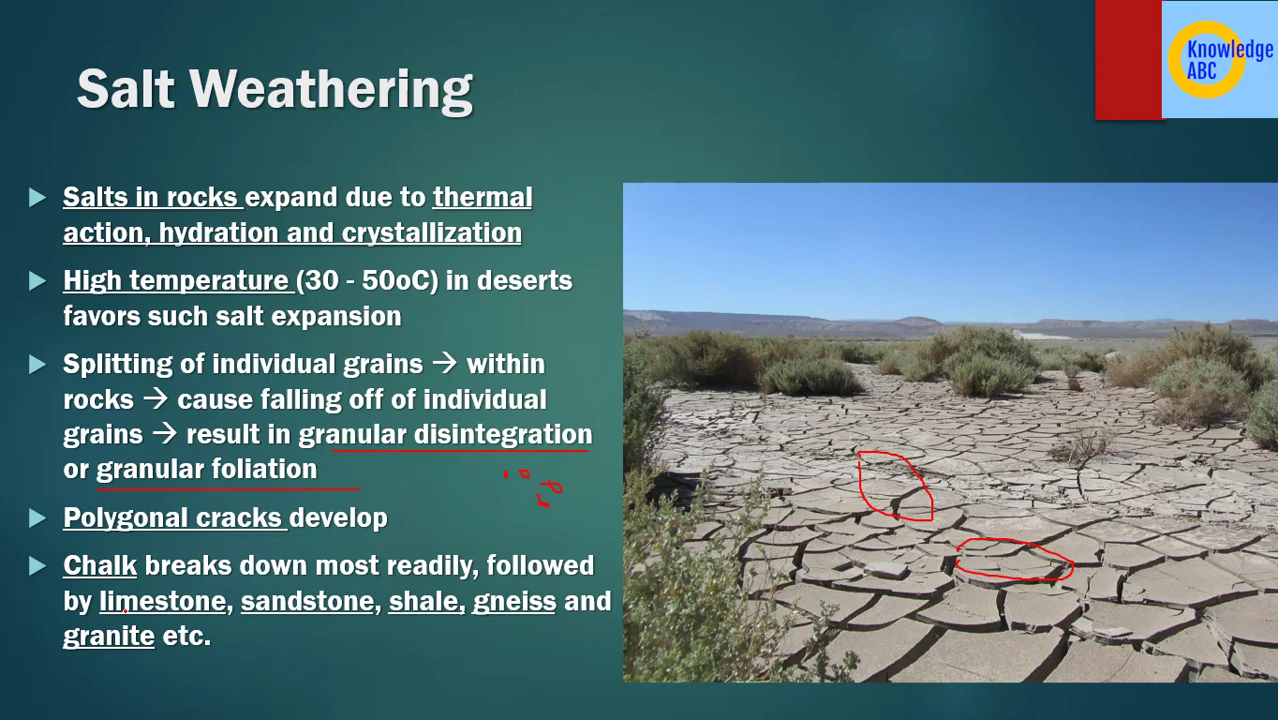 Knowledge
ABC
Salt Weathering
Salts in rocks expand due to thermal
action, hydration and crystallization
High temperature (30 - 50oC) in deserts
favors such salt expansion
Splitting of individual grains → within
rocks → cause falling off of individual
grains → result in granular disintegration
or granular foliation
Polygonal cracks develop
Chalk breaks down most readily, followed
by limestone, sandstone, shale, gneiss and
granite etc.